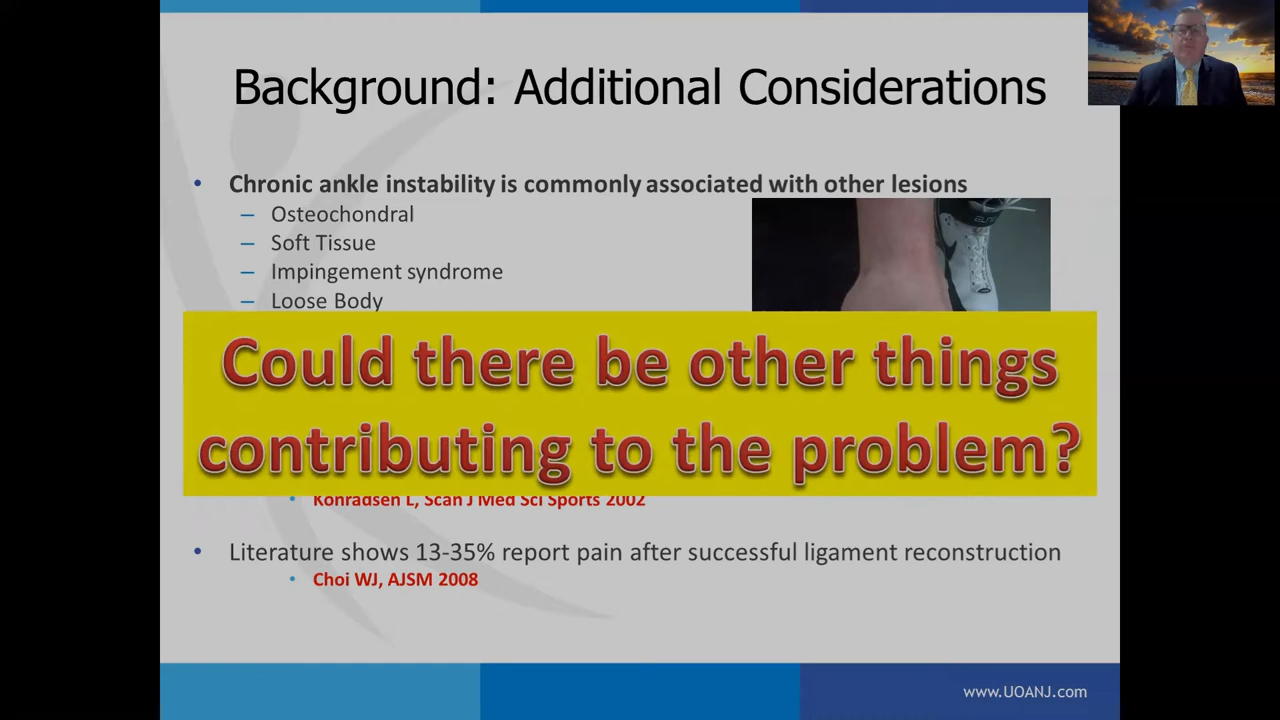 Background: Additional Considerations
• Chronic ankle instability is commonly associated with other lesions
– Osteochondral
– Soft Tissue
– Impingement syndrome
– Loose Body
Could there be other things
contributing to the problem?
• Konradsen L, Scan J Med Sci Sports 2002
• Literature shows 13-35% report pain after successful ligament reconstruction
• Choi WJ, AJSM 2008
www.UOANJ.com